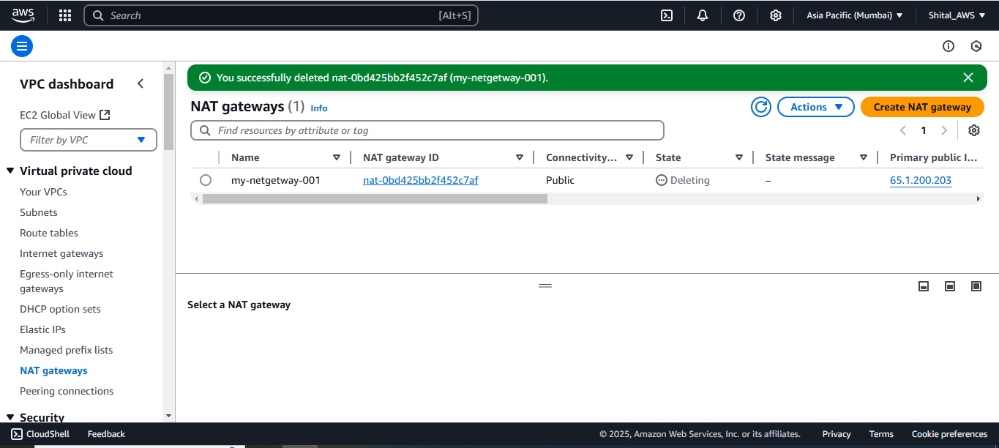 aws
Search [Alt+S] Asia Pacific (Mumbai) Shital_AWS
VPC dashboard
EC2 Global View
Filter by VPC
Virtual private cloud
Your VPCs
Subnets
Route tables
Internet gateways
Egress-only internet
gateways
DHCP option sets
Elastic IPs
Managed prefix lists
NAT gateways
Peering connections
Security
You successfully deleted nat-0bd425bb2f452c7af (my-netgetway-001).
NAT gateways (1) Info
Actions Create NAT gateway
Find resources by attribute or tag
1
Name NAT gateway ID Connectivity... State State message Primary public I...
my-netgetway-001 nat-0bd425bb2f452c7af Public Deleting – 65.1.200.203
Select a NAT gateway
CloudShell Feedback © 2025, Amazon Web Services, Inc. or its affiliates. Privacy Terms Cookie preferences